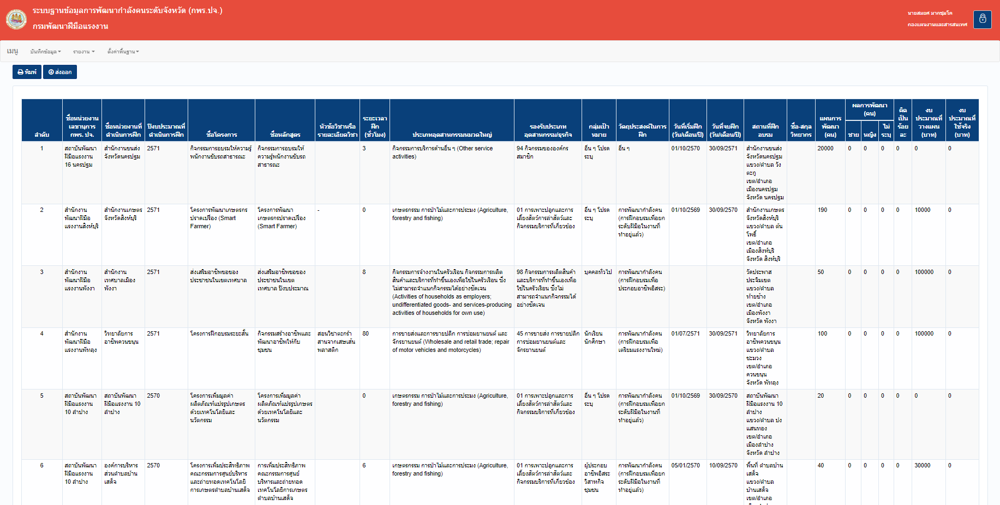 ระบบฐานข้อมูลการพัฒนากำลังคนระดับจังหวัด (กพร.ปจ.)
กรมพัฒนาฝีมือแรงงาน
นายสมยศ มากชุมโค
กองแผนงานและสารสนเทศ
เมนู บันทึกข้อมูล รายงาน ตั้งค่าพื้นฐาน
พิมพ์ ส่งออก
ลำดับ
ชื่อหน่วยงาน
เลขานุการ
กพร. ปจ.
ชื่อหน่วยงานที่
ดำเนินการฝึก
ปีงบประมาณที่
ดำเนินการฝึก
ชื่อโครงการ
ชื่อหลักสูตร
หัวข้อวิชาหรือ
รายละเอียดวิชา
ระยะเวลา
ฝึก
(ชั่วโมง)
ประเภทอุตสาหกรรมหมวดใหญ่
รองรับประเภท
อุตสาหกรรม/ธุรกิจ
กลุ่มเป้า
หมาย
วัตถุประสงค์ในการ
ฝึก
วันที่เริ่มฝึก
(วัน/เดือน/ปี)
วันที่จบฝึก
(วัน/เดือน/ปี)
สถานที่ฝึก
อบรม
ชื่อ-สกุล
วิทยากร
แผนการ
พัฒนา
(คน)
ผลการพัฒนา
(คน)
ชาย
หญิง
ไม่
ระบุ
คิด
เป็น
ร้อย
ละ
งบ
ประมาณที่
วางแผน
(บาท)
งบ
ประมาณที่
ใช้จริง
(บาท)
1
สถาบันพัฒนา
ฝีมือแรงงาน
16 นครปฐม
สำนักงานขนส่ง
จังหวัดนครปฐม
2571
กิจกรรมการอบรมให้ความรู้
พนักงานขับรถสาธารณะ
กิจกรรมการอบรมให้
ความรู้พนักงานขับรถ
สาธารณะ
3
กิจกรรมการบริการด้านอื่น ๆ (Other service
activities)
94 กิจกรรมขององค์กร
สมาชิก
อื่น ๆ โปรด
ระบุ
อื่น ๆ
01/10/2570
30/09/2571
สำนักงานขนส่ง
จังหวัดนครปฐม
แขวง/ตำบล วัง
ตะกู
เขต/อำเภอ
เมืองนครปฐม
จังหวัด นครปฐม
20000
0
0
0
0
0
0
2
สำนักงาน
พัฒนาฝีมือ
แรงงานสิงห์บุรี
สำนักงานเกษตร
จังหวัดสิงห์บุรี
2571
โครงการพัฒนาเกษตรกร
ปราดเปรื่อง (Smart
Farmer)
โครงการพัฒนา
เกษตรกรปราดเปรื่อง
(Smart Farmer)
-
0
เกษตรกรรม การป่าไม้และการประมง (Agriculture,
forestry and fishing)
01 การเพาะปลูกและการ
เลี้ยงสัตว์การล่าสัตว์และ
กิจกรรมบริการที่เกี่ยวข้อง
อื่น ๆ โปรด
ระบุ
การพัฒนากำลังคน
(การฝึกอบรมเพื่อยก
ระดับฝีมือในงานที่
ทำอยู่แล้ว)
01/10/2569
30/09/2570
สำนักงานเกษตร
จังหวัดสิงห์บุรี
แขวง/ตำบล ต้น
โพธิ์
เขต/อำเภอ
เมืองสิงห์บุรี
จังหวัด สิงห์บุรี
190
0
0
0
0
10000
0
3
สำนักงาน
พัฒนาฝีมือ
แรงงานพังงา
สำนักงาน
เทศบาลเมือง
พังงา
2571
ส่งเสริมอาชีพของของ
ประชาชนในเขตเทศบาล
ส่งเสริมอาชีพของของ
ประชาชนในเขต
เทศบาล ปีงบประมาณ
8
กิจกรรมการจ้างงานในครัวเรือน กิจกรรมการผลิต
สินค้าและบริการที่ทำขึ้นเองเพื่อใช้ในครัวเรือน ซึ่ง
ไม่สามารถจำแนกกิจกรรมได้อย่างชัดเจน
(Activities of households as employers;
undifferentiated goods- and services-producing
activities of households for own use)
98 กิจกรรมการผลิตสินค้า
และบริการที่ทำขึ้นเองเพื่อ
ใช้ในครัวเรือน ซึ่งไม่
สามารถจำแนกกิจกรรมได้
อย่างชัดเจน
บุคคลทั่วไป
การพัฒนากำลังคน
(การฝึกอบรมเพื่อ
ประกอบอาชีพอิสระ)
วัดประพาส
ประจิมเขต
แขวง/ตำบล
ท้ายช้าง
เขต/อำเภอ
เมืองพังงา
จังหวัด พังงา
50
0
0
0
0
100000
0
4
สำนักงาน
พัฒนาฝีมือ
แรงงานพัทลุง
วิทยาลัยการ
อาชีพควนขนุน
2571
โครงการฝึกอบรมระยะสั้น
กิจกรรมสร้างอาชีพและ
พัฒนาอาชีพให้กับ
ชุมชน
สอนวิชาตะกร้า
สานจากเสษเส้น
พลาสติก
80
การขายส่งและการขายปลีก การซ่อมยานยนต์ และ
จักรยานยนต์ (Wholesale and retail trade; repair
of motor vehicles and motorcycles)
45 การขายส่ง การขายปลีก
การซ่อมยานยนต์และ
จักรยานยนต์
นักเรียน
นักศึกษา
การพัฒนากำลังคน
(การฝึกอบรมเพื่อ
เตรียมแรงงานใหม่)
01/07/2571
30/09/2571
วิทยาลัยการ
อาชีพควนขนุน
แขวง/ตำบล
ชะมวง
เขต/อำเภอ
ควนขนุน
จังหวัด พัทลุง
100
0
0
0
0
100000
0
5
สถาบันพัฒนา
ฝีมือแรงงาน
10 ลำปาง
สถาบันพัฒนา
ฝีมือแรงงาน 10
ลำปาง
2570
โครงการเพิ่มมูลค่า
ผลิตภัณฑ์แปรรูปเกษตร
ด้วยเทคโนโลยีและ
นวัตกรรม
โครงการเพิ่มมูลค่า
ผลิตภัณฑ์แปรรูปเกษตร
ด้วยเทคโนโลยีและ
นวัตกรรม
0
เกษตรกรรม การป่าไม้และการประมง (Agriculture,
forestry and fishing)
01 การเพาะปลูกและการ
เลี้ยงสัตว์การล่าสัตว์และ
กิจกรรมบริการที่เกี่ยวข้อง
อื่น ๆ โปรด
ระบุ
การพัฒนากำลังคน
(การฝึกอบรมเพื่อยก
ระดับฝีมือในงานที่
ทำอยู่แล้ว)
01/10/2569
30/09/2570
สถาบันพัฒนา
ฝีมือแรงงาน 10
ลำปาง
แขวง/ตำบล ปง
แสนทอง
เขต/อำเภอ
เมืองลำปาง
จังหวัด ลำปาง
20
0
0
0
0
0
0
6
สถาบันพัฒนา
ฝีมือแรงงาน
10 ลำปาง
องค์การบริหาร
ส่วนตำบลบ้าน
เสด็จ
2570
โครงการเพิ่มประสิทธิภาพ
คณะกรรมการศูนย์บริหาร
และถ่ายทอดเทคโนโลยี
การเกษตรตำบลบ้านเสด็จ
การเพิ่มประสิทธิภาพ
คณะกรรมการศูนย์
บริหารและถ่ายทอด
เทคโนโลยีการเกษตร
ตำบลบ้านเสด็จ
6
เกษตรกรรม การป่าไม้และการประมง (Agriculture,
forestry and fishing)
01 การเพาะปลูกและการ
เลี้ยงสัตว์การล่าสัตว์และ
กิจกรรมบริการที่เกี่ยวข้อง
ผู้ประกอบ
อาชีพอิสระ
วิสาหกิจ
ชุมชน
การพัฒนากำลังคน
(การฝึกอบรมเพื่อยก
ระดับฝีมือในงานที่
ทำอยู่แล้ว)
05/01/2570
10/09/2570
พื้นที่ ตำบลบ้าน
เสด็จ
แขวง/ตำบล
บ้านเสด็จ
เขต/อำเภอ
40
0
0
0
0
30000
0